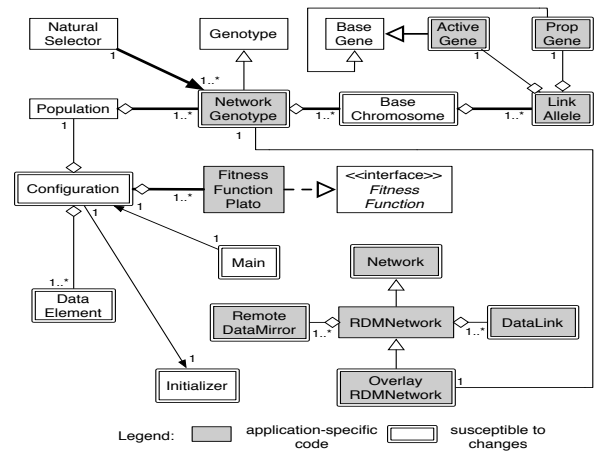 Natural
Selector
Genotype
Base
Gene
Active
Gene
Prop
Gene
1
1..*
1
1
Population
Network
Genotype
Base
Chromosome
Link
Allele
1..*
1..*
1..*
1
1
Configuration
Fitness
Function
Plato
<<interface>>
Fitness
Function
1..*
1
1
1
Main
Network
1..*
Data
Element
Remote
DataMirror
RDMNetwork
DataLink
1..*
1..*
1
Initializer
Overlay
RDMNetwork
1
Legend:
application-specific
code
susceptible to
changes